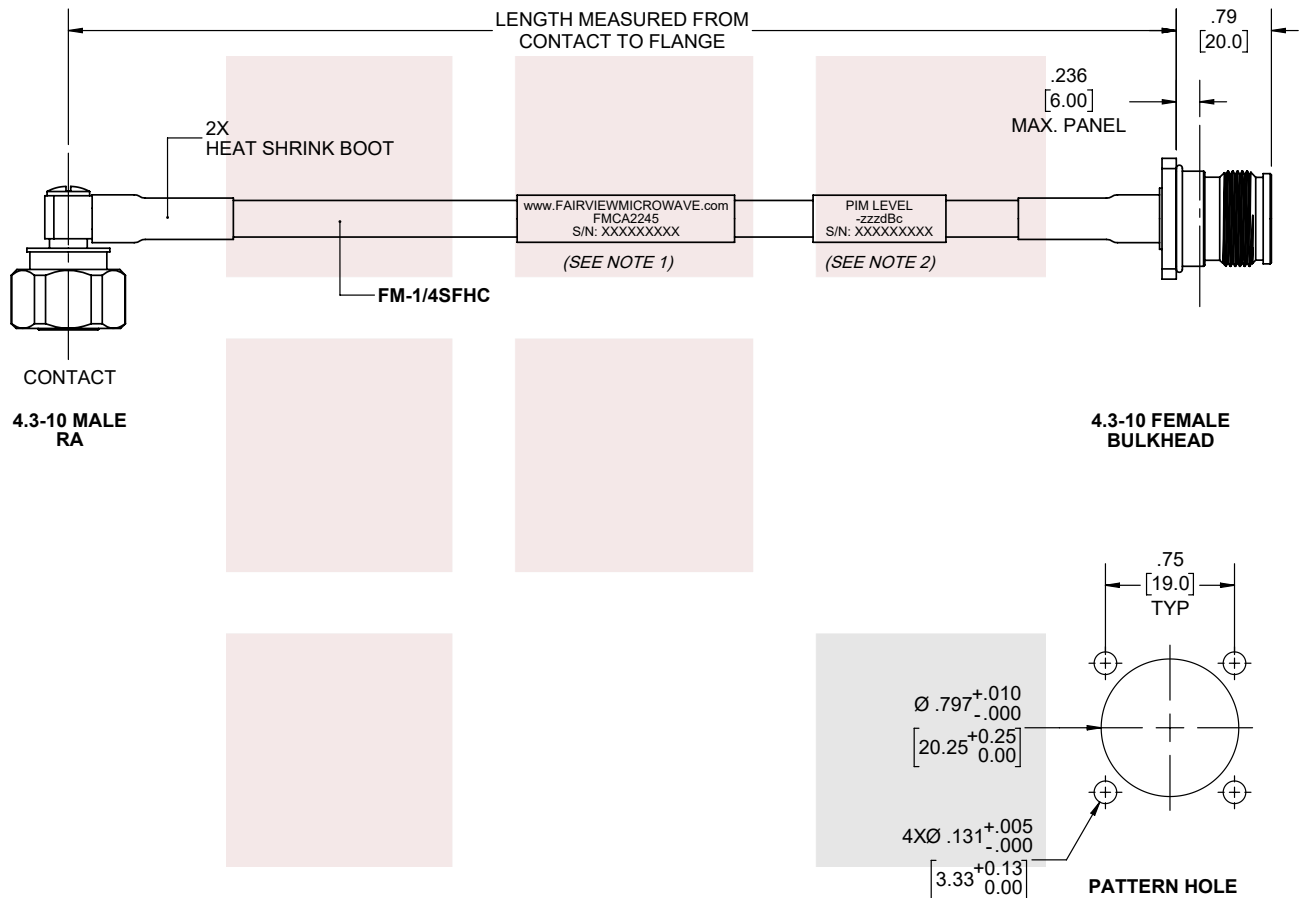 LENGTH MEASURED FROM
CONTACT TO FLANGE
.79
[20.0]
.236
[6.00]
MAX. PANEL
2X
HEAT SHRINK BOOT
www.FAIRVIEWMICROWAVE.com
FMCA2245
S/N: XXXXXXXXX
PIM LEVEL
-zzzdBc
S/N: XXXXXXXXX
(SEE NOTE 1)
(SEE NOTE 2)
FM-1/4SFHC
CONTACT
4.3-10 MALE
RA
4.3-10 FEMALE
BULKHEAD
.75
[19.0]
TYP
Ø .797 +.010
-.000
[20.25 +0.25
0.00]
4XØ .131 +.005
-.000
[3.33 +0.13
0.00]
PATTERN HOLE